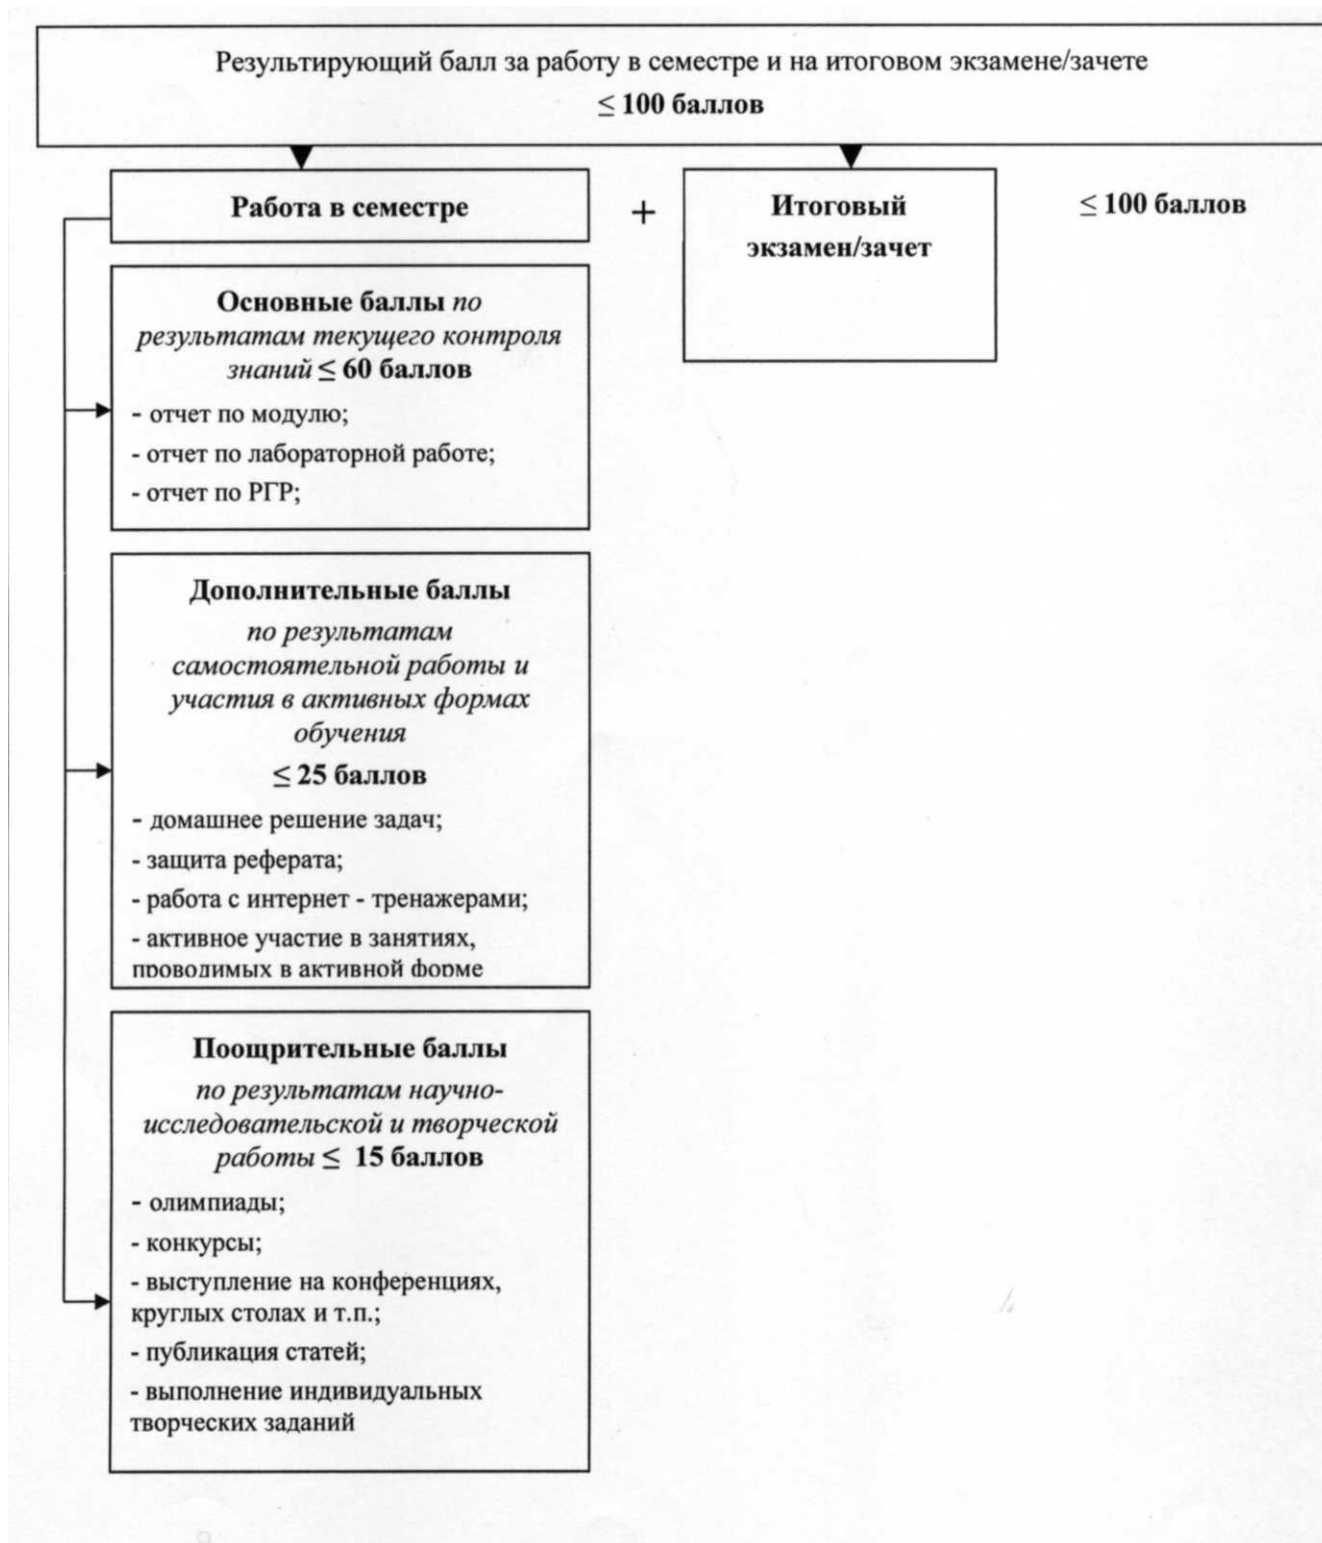 Результирующий балл за работу в семестре и на итоговом экзамене/зачете
≤ 100 баллов
Работа в семестре
+
Итоговый
экзамен/зачет
≤ 100 баллов
Основные баллы по
результатам текущего контроля
знаний ≤ 60 баллов
- отчет по модулю;
- отчет по лабораторной работе;
- отчет по РГР;
Дополнительные баллы
по результатам
самостоятельной работы и
участия в активных формах
обучения
≤ 25 баллов
- домашнее решение задач;
- защита реферата;
- работа с интернет - тренажерами;
- активное участие в занятиях,
проводимых в активной форме
Поощрительные баллы
по результатам научно-
исследовательской и творческой
работы ≤ 15 баллов
- олимпиады;
- конкурсы;
- выступление на конференциях,
круглых столах и т.п.;
- публикация статей;
- выполнение индивидуальных
творческих заданий